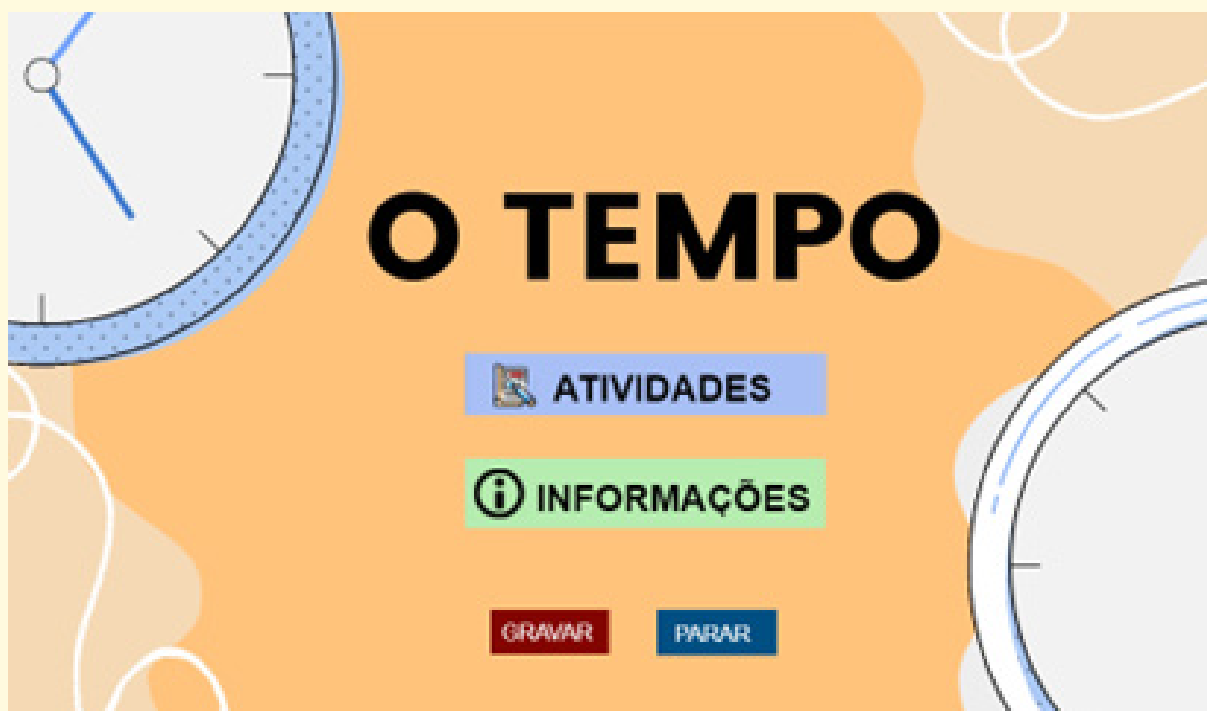 O TEMPO
ATIVIDADES
INFORMAÇÕES
GRAVAR
PARAR